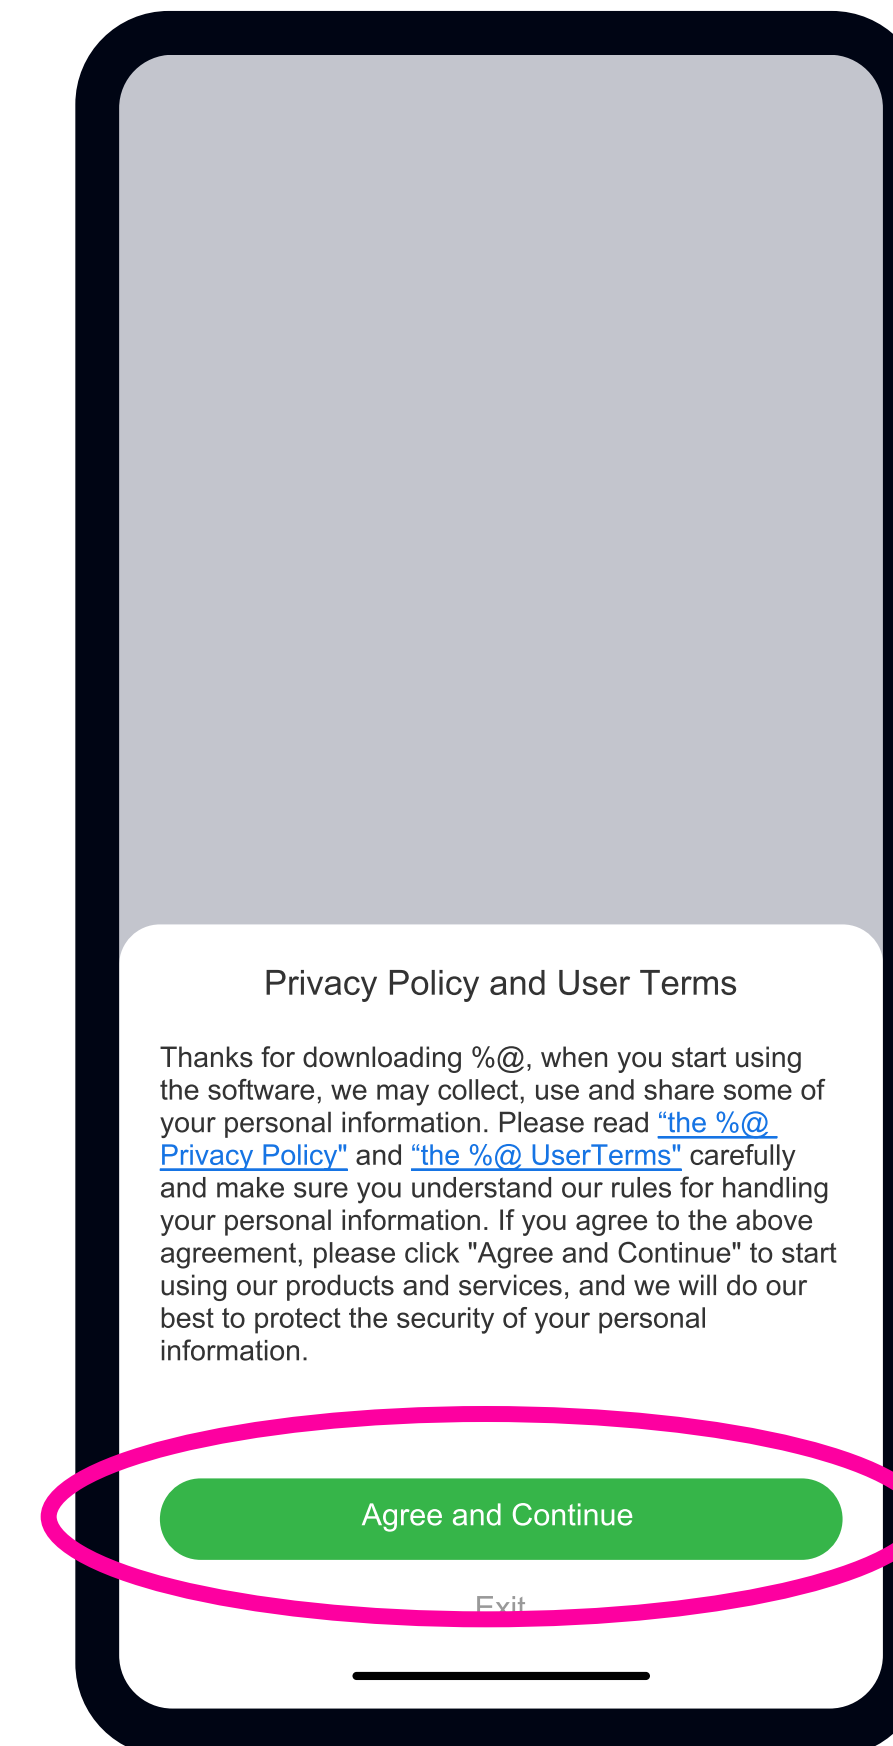 Privacy Policy and User Terms
Thanks for downloading %@, when you start using
the software, we may collect, use and share some of
your personal information. Please read “the %@
Privacy Policy" and “the %@ UserTerms" carefully
and make sure you understand our rules for handling
your personal information. If you agree to the above
agreement, please click "Agree and Continue" to start
using our products and services, and we will do our
best to protect the security of your personal
information.
Agree and Continue
Exit